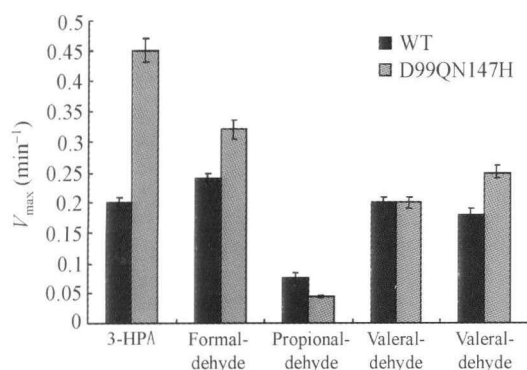 0.5
0.45
0.4
0.35
0.3
0.25
0.2
0.15
0.1
0.05
0
Vmax (min−1)
WT
D99QN147H
3-HPA Formal- Propional- Valeral- Valeral-
dehyde dehyde dehyde dehyde